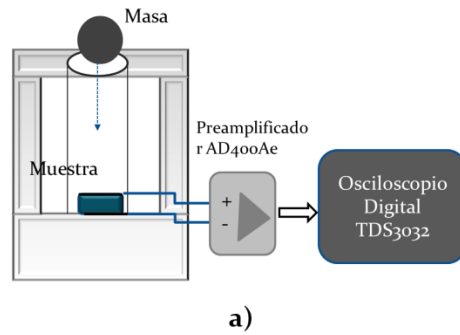 Masa
Preamplificado
r AD400Ae
Muestra
+
-
Osciloscopio
Digital
TDS3032
a)